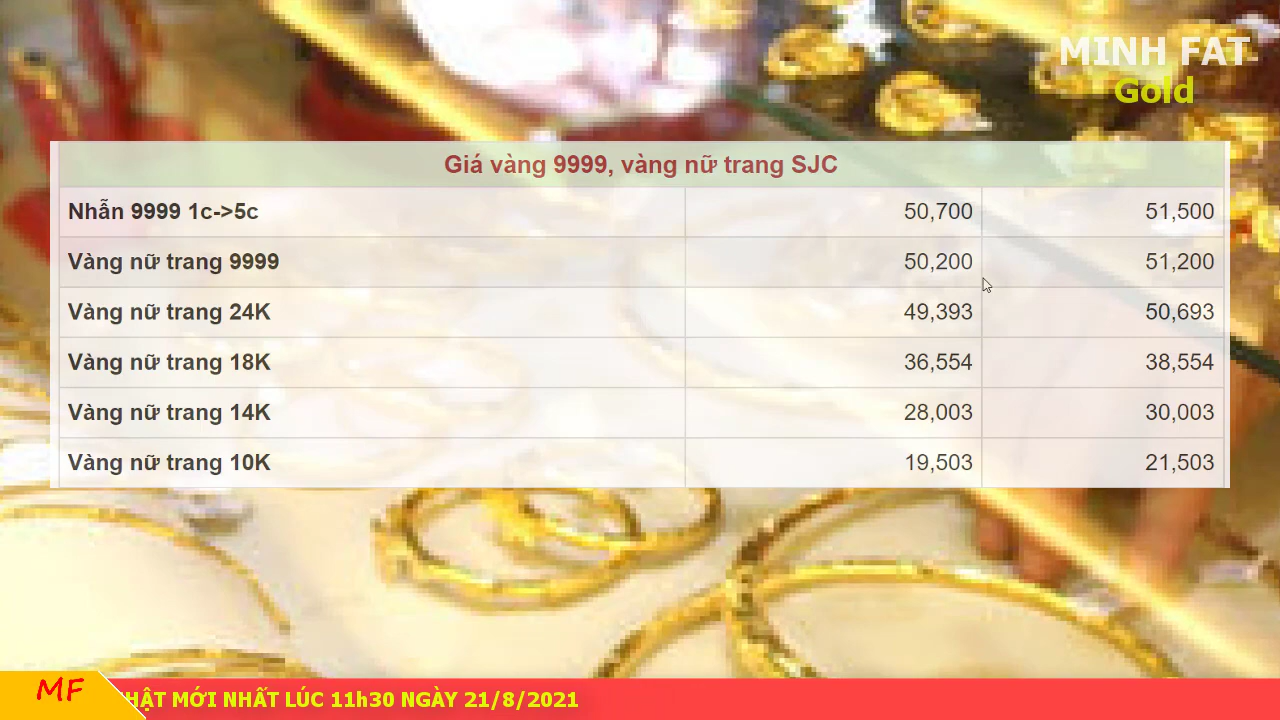 MINH FAT
Gold
Giá vàng 9999, vàng nữ trang SJC
Nhẫn 9999 1c->5c 50,700 51,500
Vàng nữ trang 9999 50,200 51,200
Vàng nữ trang 24K 49,393 50,693
Vàng nữ trang 18K 36,554 38,554
Vàng nữ trang 14K 28,003 30,003
Vàng nữ trang 10K 19,503 21,503
MF
MỚI NHẤT LÚC 11h30 NGÀY 21/8/2021